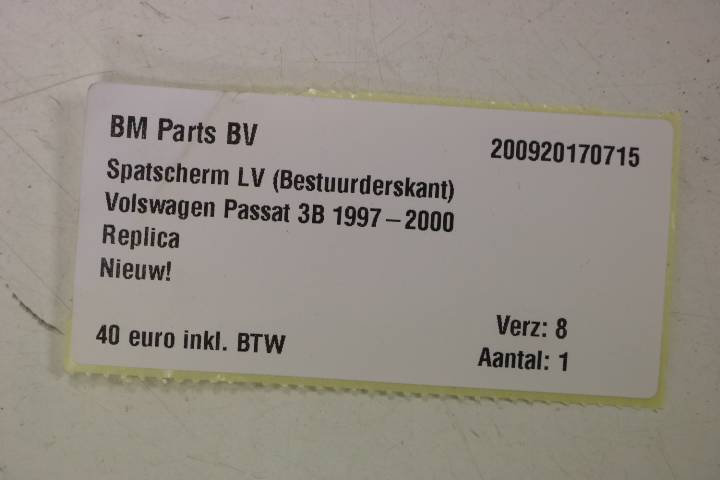 BM Parts BV
200920170715
Spatscherm LV (Bestuurderskant)
Volswagen Passat 3B 1997–2000
Replica
Nieuw!
40 euro inkl. BTW
Verz: 8
Aantal: 1